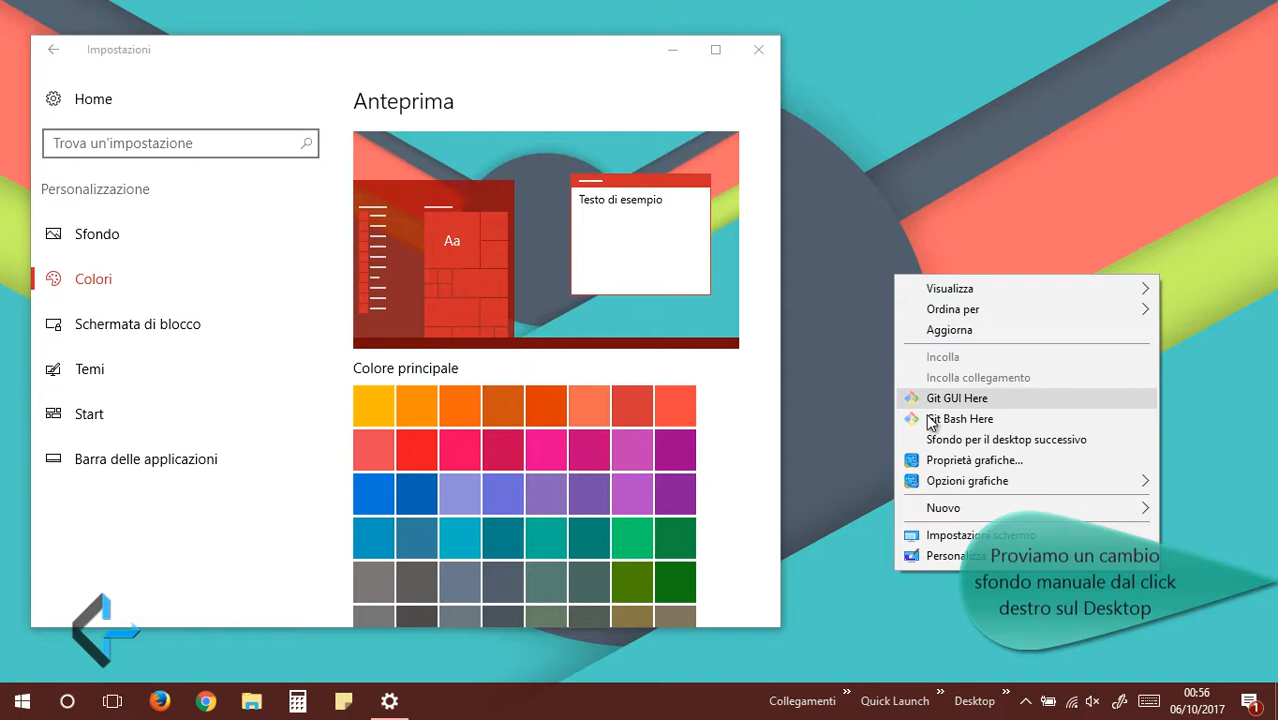 Impostazioni
Home
Trova un'impostazione
Personalizzazione
Sfondo
Colori
Schermata di blocco
Temi
Start
Barra delle applicazioni
Anteprima
Aa
Testo di esempio
Colore principale
Visualizza
Ordina per
Aggiorna
Incolla
Incolla collegamento
Git GUI Here
Git Bash Here
Sfondo per il desktop successivo
Proprietà grafiche...
Opzioni grafiche
Nuovo
Impostazioni schermo
Personalizza
Proviamo un cambio
sfondo manuale dal click
destro sul Desktop
Collegamenti
Quick Launch
Desktop
00:56
06/10/2017
1